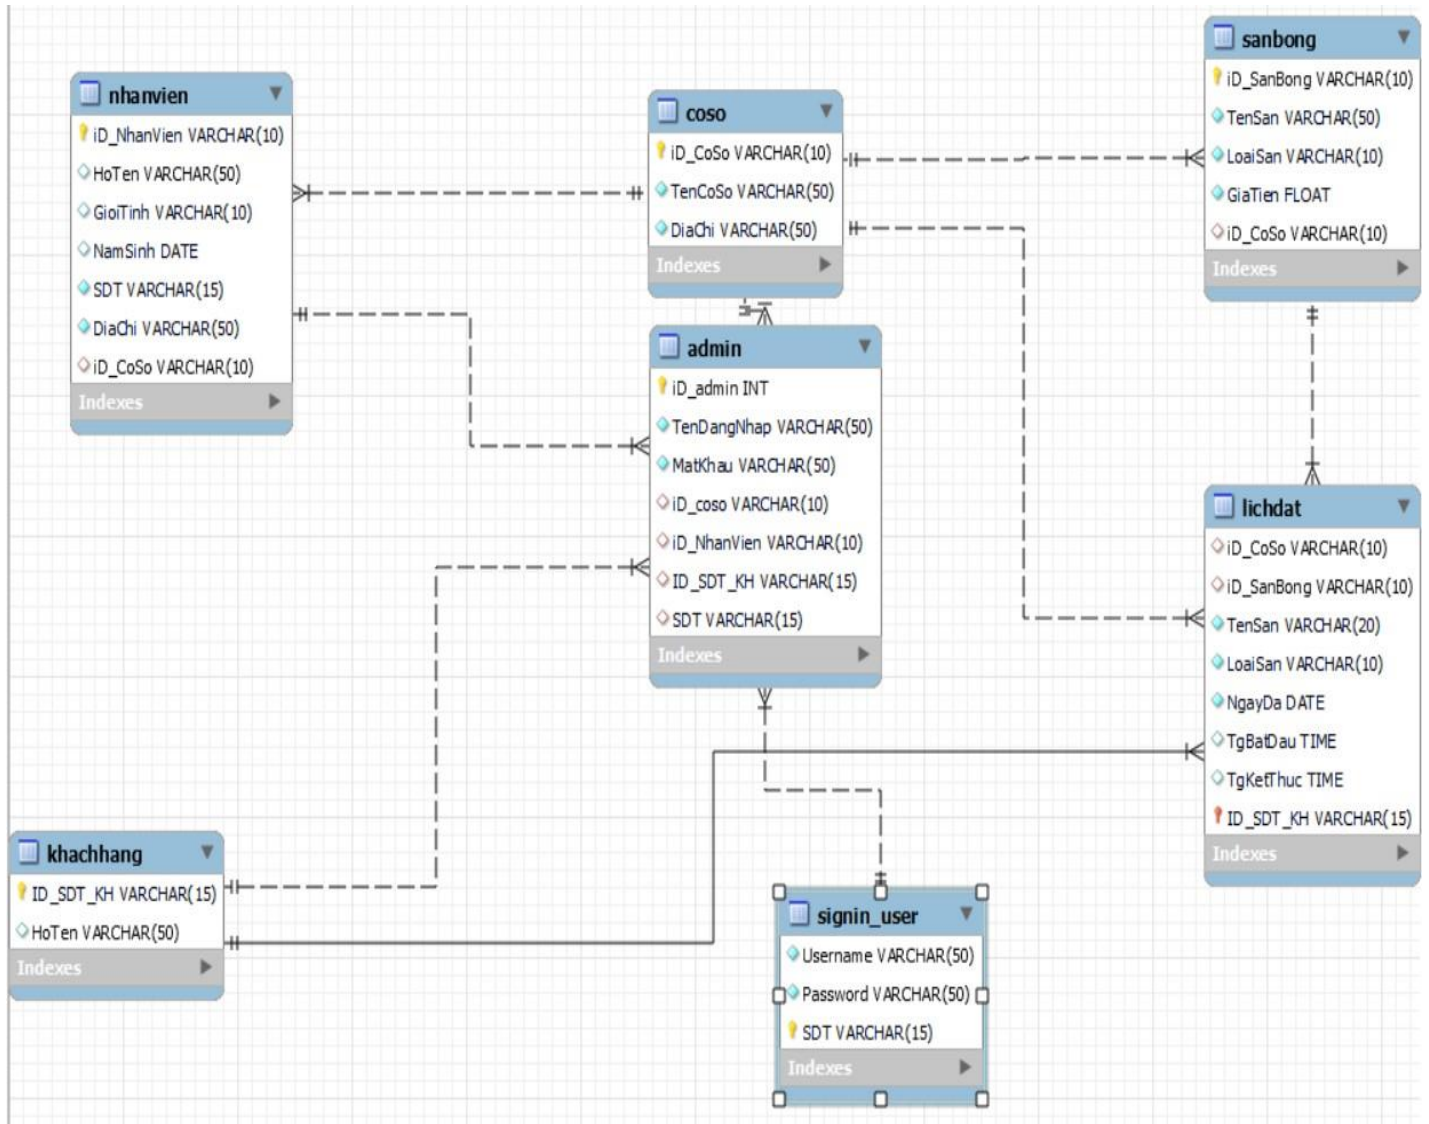 nhanvien
iD_NhanVien VARCHAR(10)
HoTen VARCHAR(50)
GioiTinh VARCHAR(10)
NamSinh DATE
SDT VARCHAR(15)
DiaChi VARCHAR(50)
iD_CoSo VARCHAR(10)
Indexes
coso
iD_CoSo VARCHAR(10)
TenCoSo VARCHAR(50)
DiaChi VARCHAR(50)
Indexes
sanbong
iD_SanBong VARCHAR(10)
TenSan VARCHAR(50)
LoaiSan VARCHAR(10)
GiaTien FLOAT
iD_CoSo VARCHAR(10)
Indexes
admin
iD_admin INT
TenDangNhap VARCHAR(50)
MatKhau VARCHAR(50)
iD_coso VARCHAR(10)
iD_NhanVien VARCHAR(10)
ID_SDT_KH VARCHAR(15)
SDT VARCHAR(15)
Indexes
lichdat
iD_CoSo VARCHAR(10)
iD_SanBong VARCHAR(10)
TenSan VARCHAR(20)
LoaiSan VARCHAR(10)
NgayDa DATE
TgBatDau TIME
TgKetThuc TIME
ID_SDT_KH VARCHAR(15)
Indexes
khachhang
ID_SDT_KH VARCHAR(15)
HoTen VARCHAR(50)
Indexes
signin_user
Username VARCHAR(50)
Password VARCHAR(50)
SDT VARCHAR(15)
Indexes